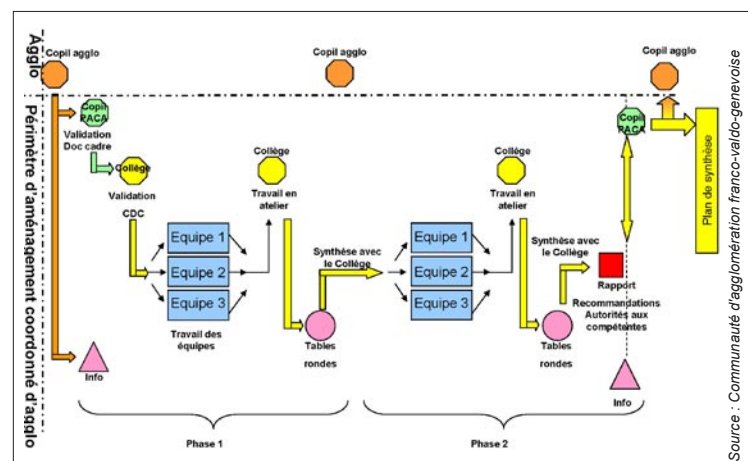 Agglo
Périmètre d'aménagement coordonné d'agglo
Copil agglo
Copil agglo
Copil agglo
Copil
PACA
Validation
Doc cadre
Collège
Validation
CDC
Equipe 1
Equipe 2
Equipe 3
Travail des
équipes
Collège
Travail en
atelier
Synthèse avec
le Collège
Tables
rondes
Info
Phase 1
Equipe 1
Equipe 2
Equipe 3
Collège
Travail en
atelier
Synthèse avec
le Collège
Tables
rondes
Rapport
Recommandations
Autorités aux
compétentes
Copil
PACA
Info
Phase 2
Plan de synthèse
Source : Communauté d'agglomération franco-valdo-genevoise